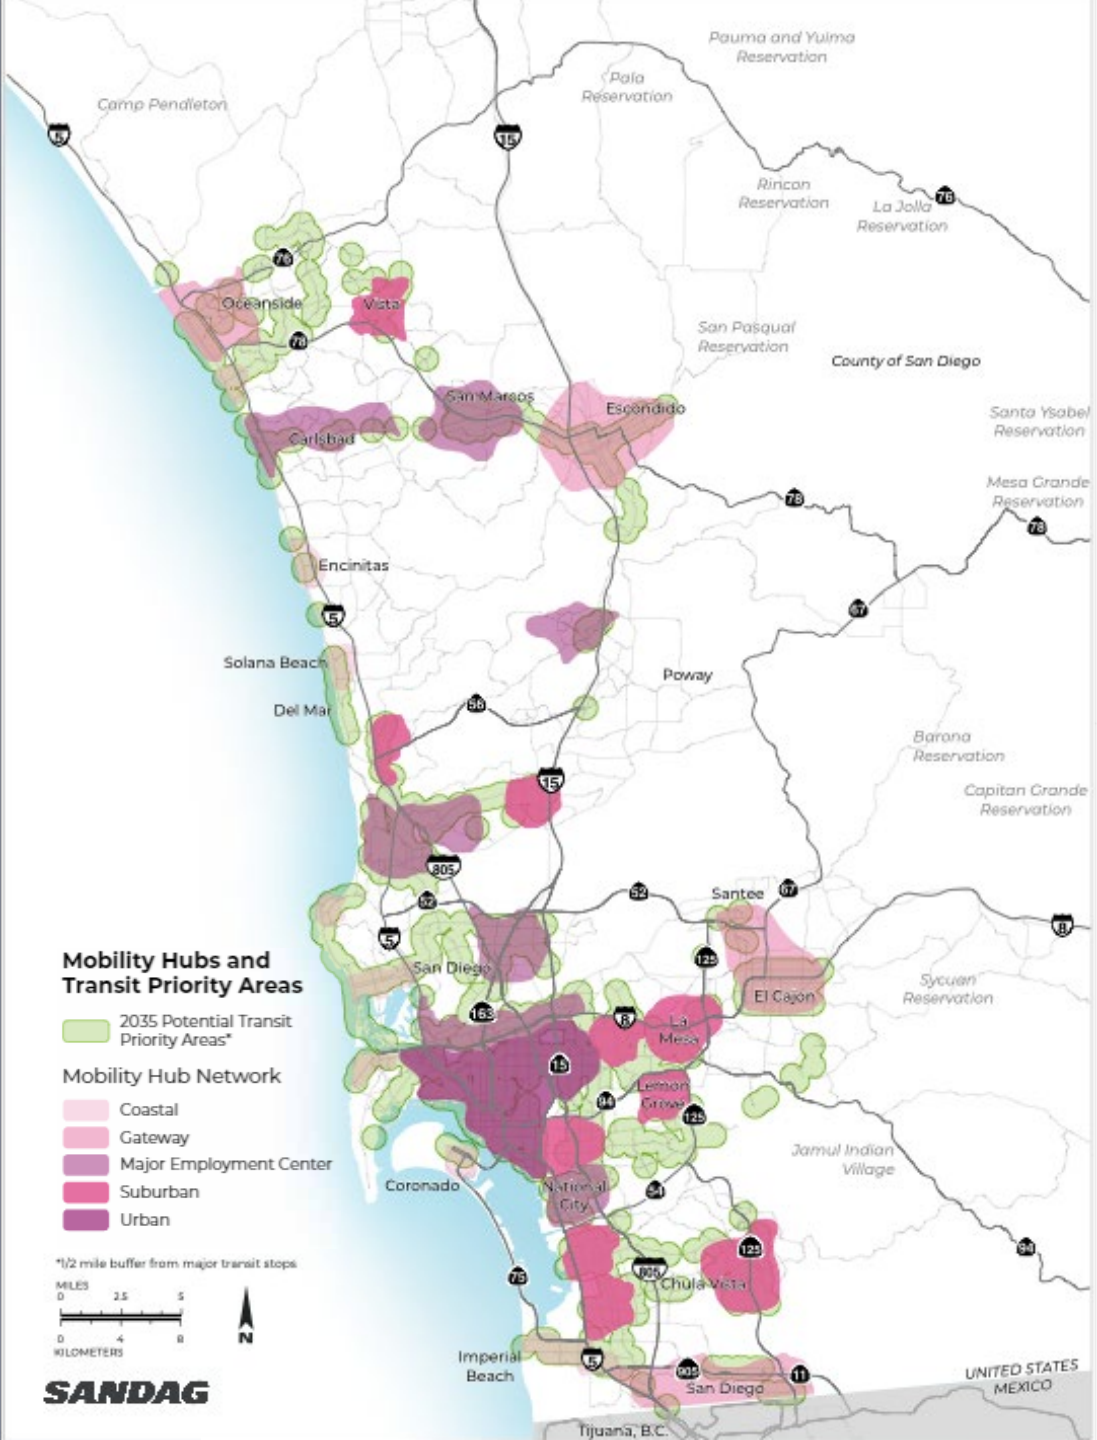 Pauma and Yuima
Reservation
Pala
Reservation
Camp Pendleton
5
15
Rincon
Reservation
76
La Jolla
Reservation
76
Oceanside
Vista
78
San Pasqual
Reservation
County of San Diego
San Marcos
Escondido
Santa Ysabel
Reservation
Carlsbad
Mesa Grande
Reservation
78
78
Encinitas
5
67
Solana Beach
Poway
Del Mar
56
Barona
Reservation
15
Capitan Grande
Reservation
805
52
52
Santee
67
8
5
125
San Diego
Sycuan
Reservation
El Cajon
163
8
La
Mesa
15
Lemon
Grove
94
125
Jamul Indian
Village
Coronado
National
City
54
94
125
75
805
Chula Vista
Imperial
Beach
5
905
San Diego
11
UNITED STATES
MEXICO
Tijuana, B.C.
Mobility Hubs and
Transit Priority Areas
2035 Potential Transit
Priority Areas*
Mobility Hub Network
Coastal
Gateway
Major Employment Center
Suburban
Urban
*1/2 mile buffer from major transit stops
MILES
0 2.5 5
0 4 8
KILOMETERS
N
SANDAG